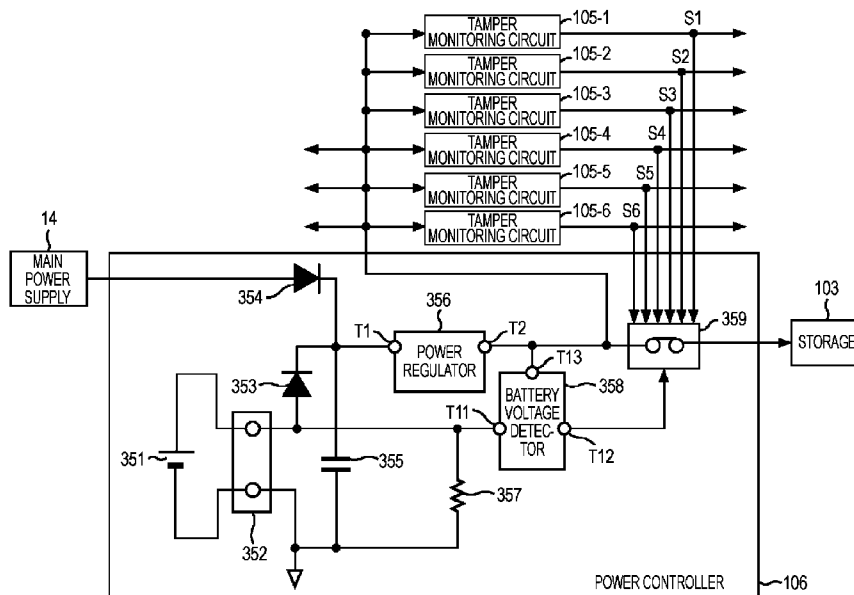 TAMPER
MONITORING CIRCUIT
105-1
S1
TAMPER
MONITORING CIRCUIT
105-2
S2
TAMPER
MONITORING CIRCUIT
105-3
S3
TAMPER
MONITORING CIRCUIT
105-4
S4
TAMPER
MONITORING CIRCUIT
105-5
S5
TAMPER
MONITORING CIRCUIT
105-6
S6
14
MAIN
POWER
SUPPLY
354
356
T1
POWER
REGULATOR
T2
359
103
STORAGE
353
T13
358
T11
BATTERY
VOLTAGE
DETEC-
TOR
T12
351
352
355
357
POWER CONTROLLER
106